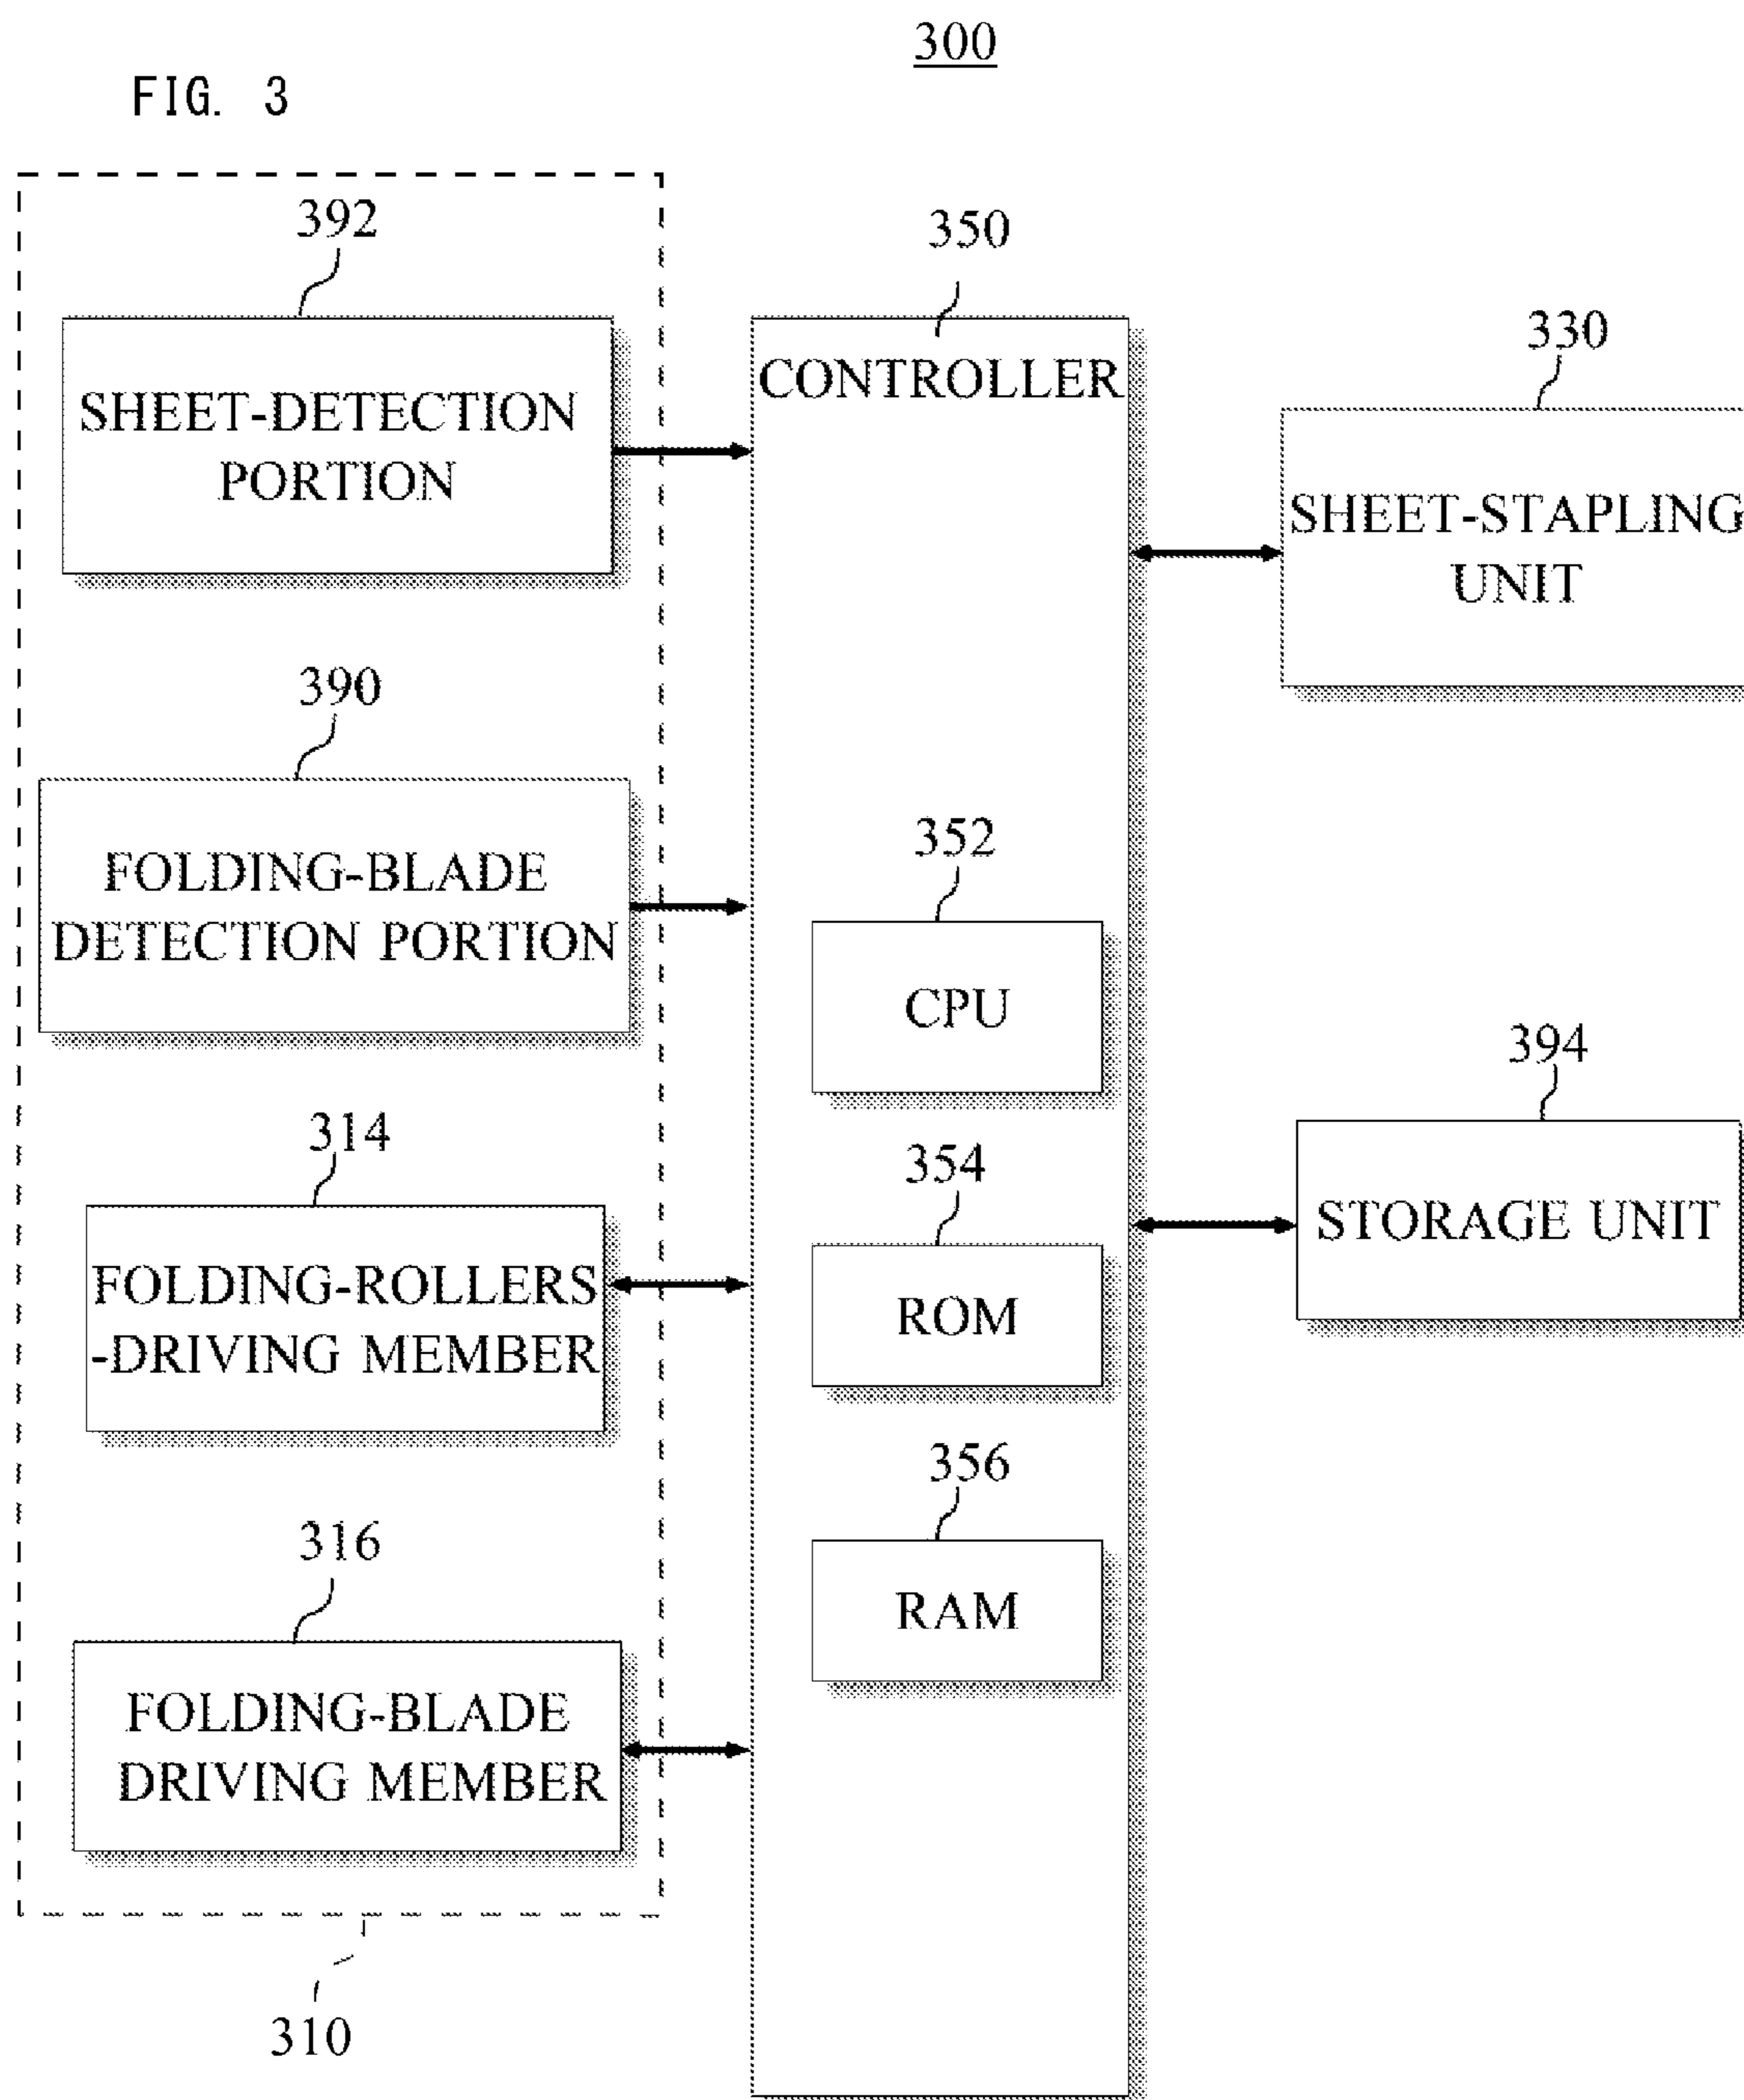 300
FIG. 3
392
SHEET-DETECTION
PORTION
390
FOLDING-BLADE
DETECTION PORTION
314
FOLDING-ROLLERS
-DRIVING MEMBER
316
FOLDING-BLADE
DRIVING MEMBER
310
350
CONTROLLER
352
CPU
354
ROM
356
RAM
330
SHEET-STAPLING
UNIT
394
STORAGE UNIT